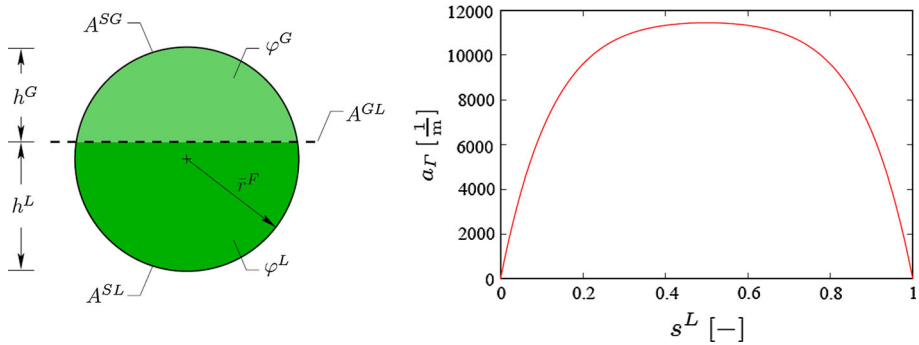 A^{SG}
φ^G
h^G
A^{GL}
h^L
r̄^F
φ^L
A^{SL}
12000
10000
8000
6000
4000
2000
0
a_Γ [1/m]
0 0.2 0.4 0.6 0.8 1
s^L [−]